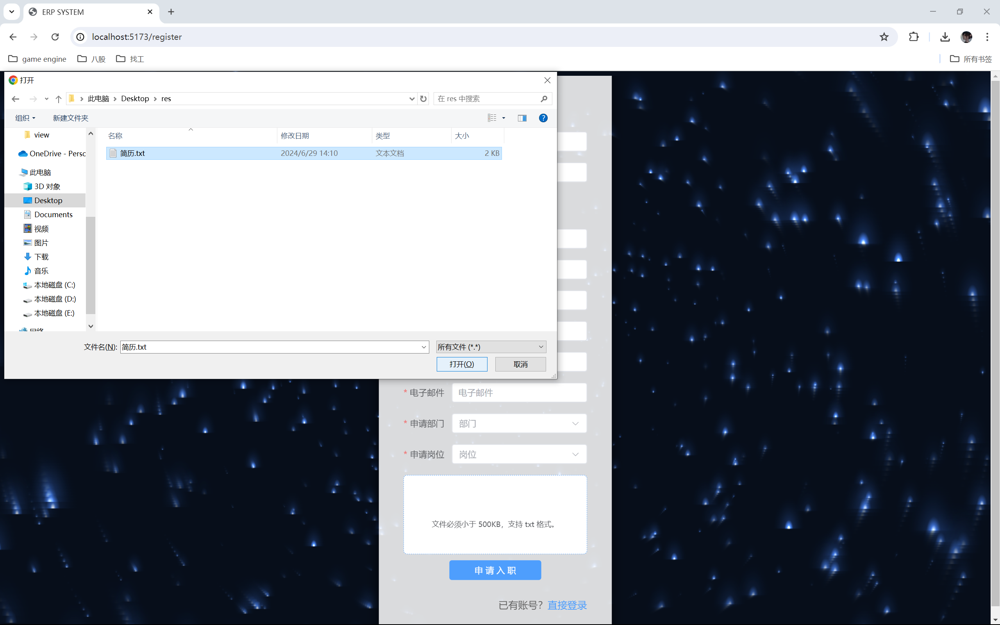 ERP SYSTEM
localhost:5173/register
game engine 八股 找工 所有书签
打开
此电脑 Desktop res 在 res 中搜索
组织 新建文件夹
名称 修改日期 类型 大小
简历.txt 2024/6/29 14:10 文本文档 2 KB
view
OneDrive - Perso
此电脑
3D 对象
Desktop
Documents
视频
图片
下载
音乐
本地磁盘 (C:)
本地磁盘 (D:)
本地磁盘 (E:)
网络
文件名(N): 简历.txt 所有文件 (*.*)
打开(O) 取消
* 电子邮件 电子邮件
* 申请部门 部门
* 申请岗位 岗位
文件必须小于 500KB，支持 txt 格式。
申请入职
已有账号？直接登录